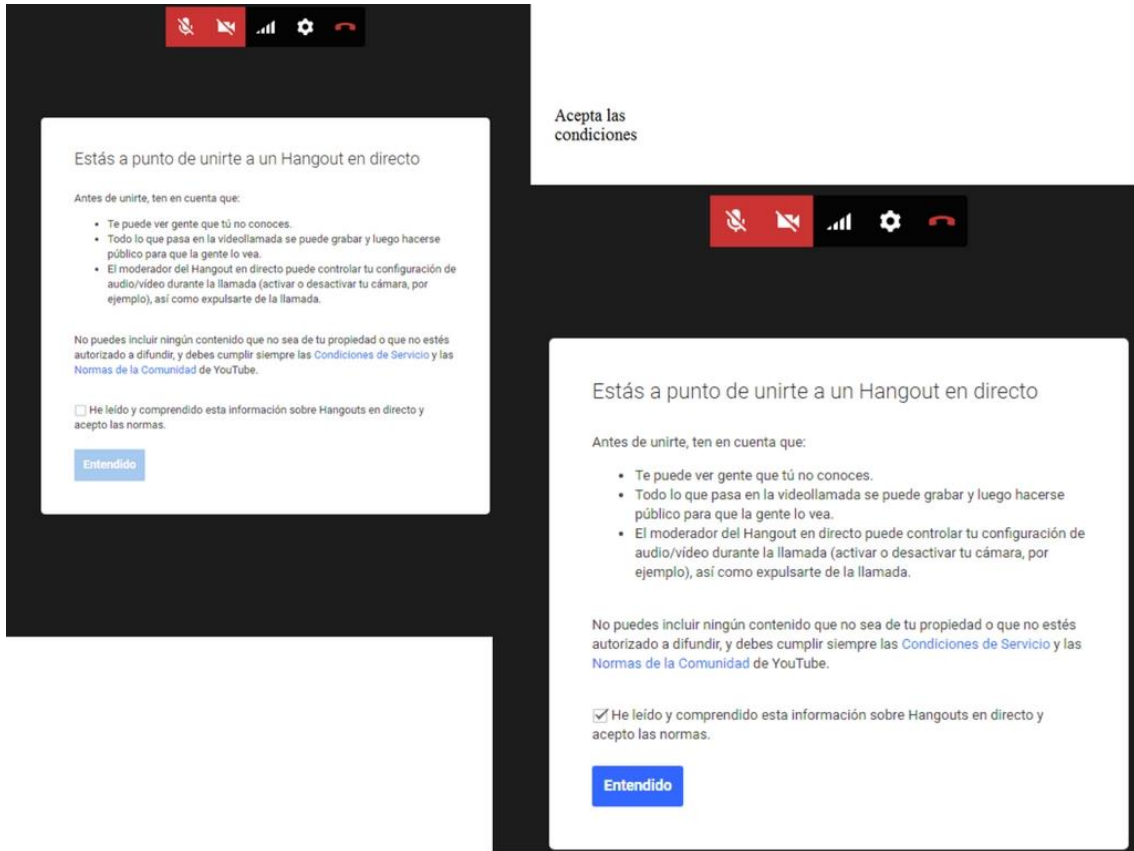 Estás a punto de unirte a un Hangout en directo
Antes de unirte, ten en cuenta que:
• Te puede ver gente que tú no conoces.
• Todo lo que pasa en la videollamada se puede grabar y luego hacerse
público para que la gente lo vea.
• El moderador del Hangout en directo puede controlar tu configuración de
audio/vídeo durante la llamada (activar o desactivar tu cámara, por
ejemplo), así como expulsarte de la llamada.
No puedes incluir ningún contenido que no sea de tu propiedad o que no estés
autorizado a difundir, y debes cumplir siempre las Condiciones de Servicio y las
Normas de la Comunidad de YouTube.
He leído y comprendido esta información sobre Hangouts en directo y
acepto las normas.
Entendido
Acepta las
condiciones
Estás a punto de unirte a un Hangout en directo
Antes de unirte, ten en cuenta que:
• Te puede ver gente que tú no conoces.
• Todo lo que pasa en la videollamada se puede grabar y luego hacerse
público para que la gente lo vea.
• El moderador del Hangout en directo puede controlar tu configuración de
audio/vídeo durante la llamada (activar o desactivar tu cámara, por
ejemplo), así como expulsarte de la llamada.
No puedes incluir ningún contenido que no sea de tu propiedad o que no estés
autorizado a difundir, y debes cumplir siempre las Condiciones de Servicio y las
Normas de la Comunidad de YouTube.
He leído y comprendido esta información sobre Hangouts en directo y
acepto las normas.
Entendido